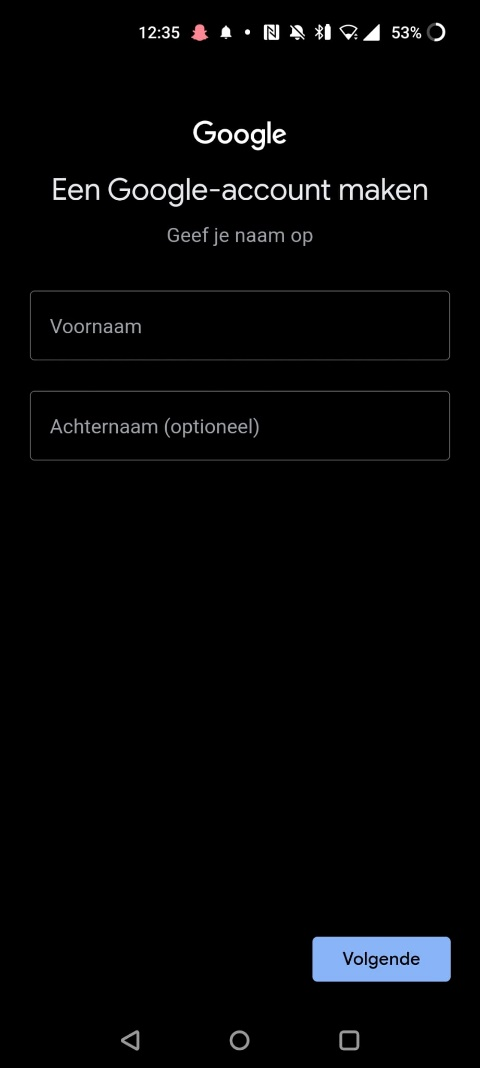 12:35 53%
Google
Een Google-account maken
Geef je naam op
Voornaam
Achternaam (optioneel)
Volgende